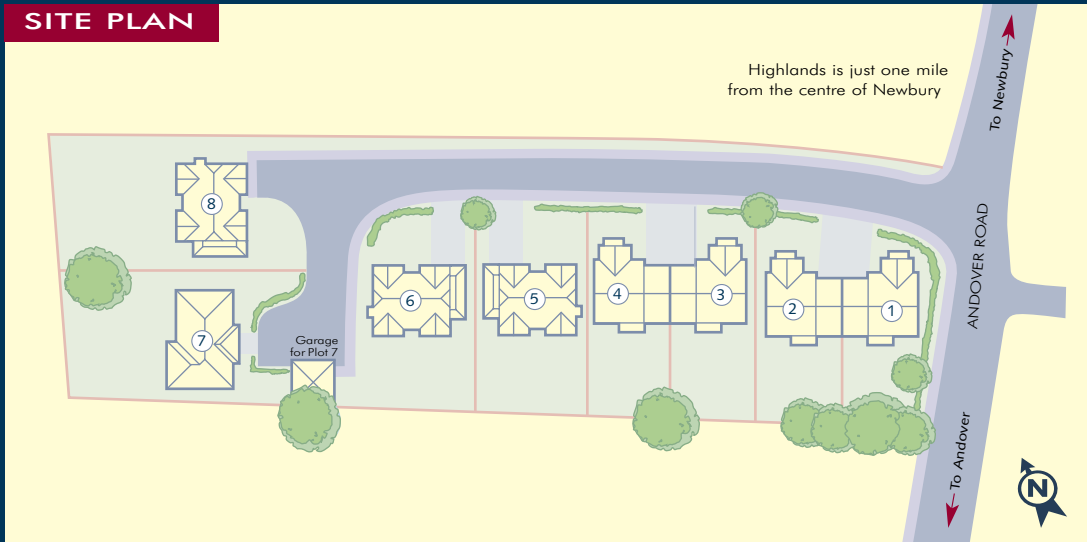 SITE PLAN
Highlands is just one mile
from the centre of Newbury
To Newbury
8
6
5
4
3
2
1
7
Garage
for Plot 7
ANDOVER ROAD
To Andover
N